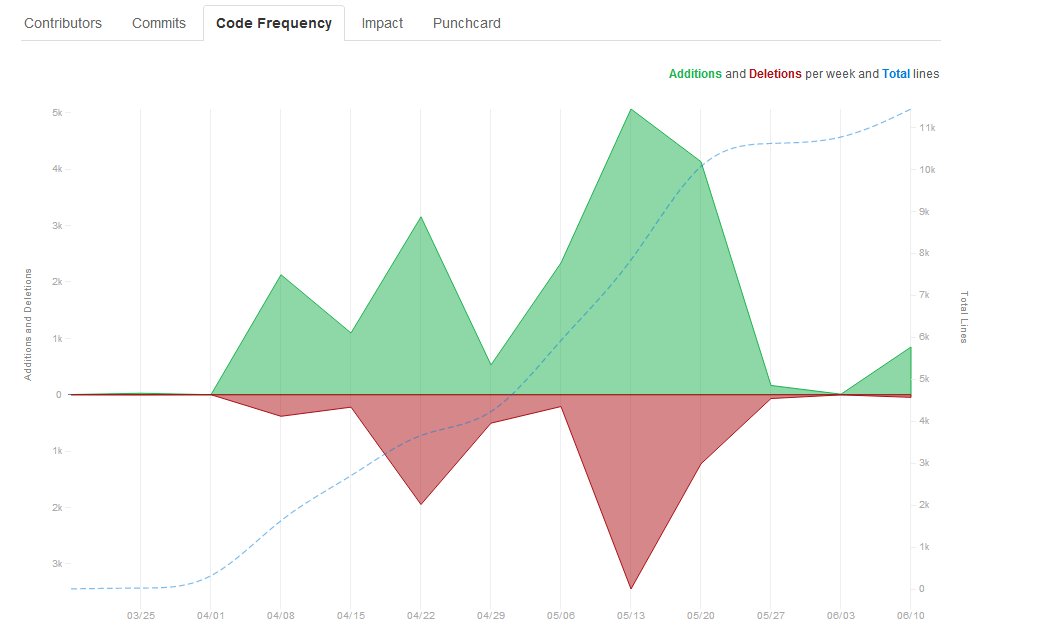 Contributors Commits Code Frequency Impact Punchcard
Additions and Deletions per week and Total lines
Additions and Deletions
5k
4k
3k
2k
1k
0
1k
2k
3k
11k
10k
9k
8k
7k
6k
5k
4k
3k
2k
1k
0
Total Lines
03/25 04/01 04/08 04/15 04/22 04/29 05/06 05/13 05/20 05/27 06/03 06/10